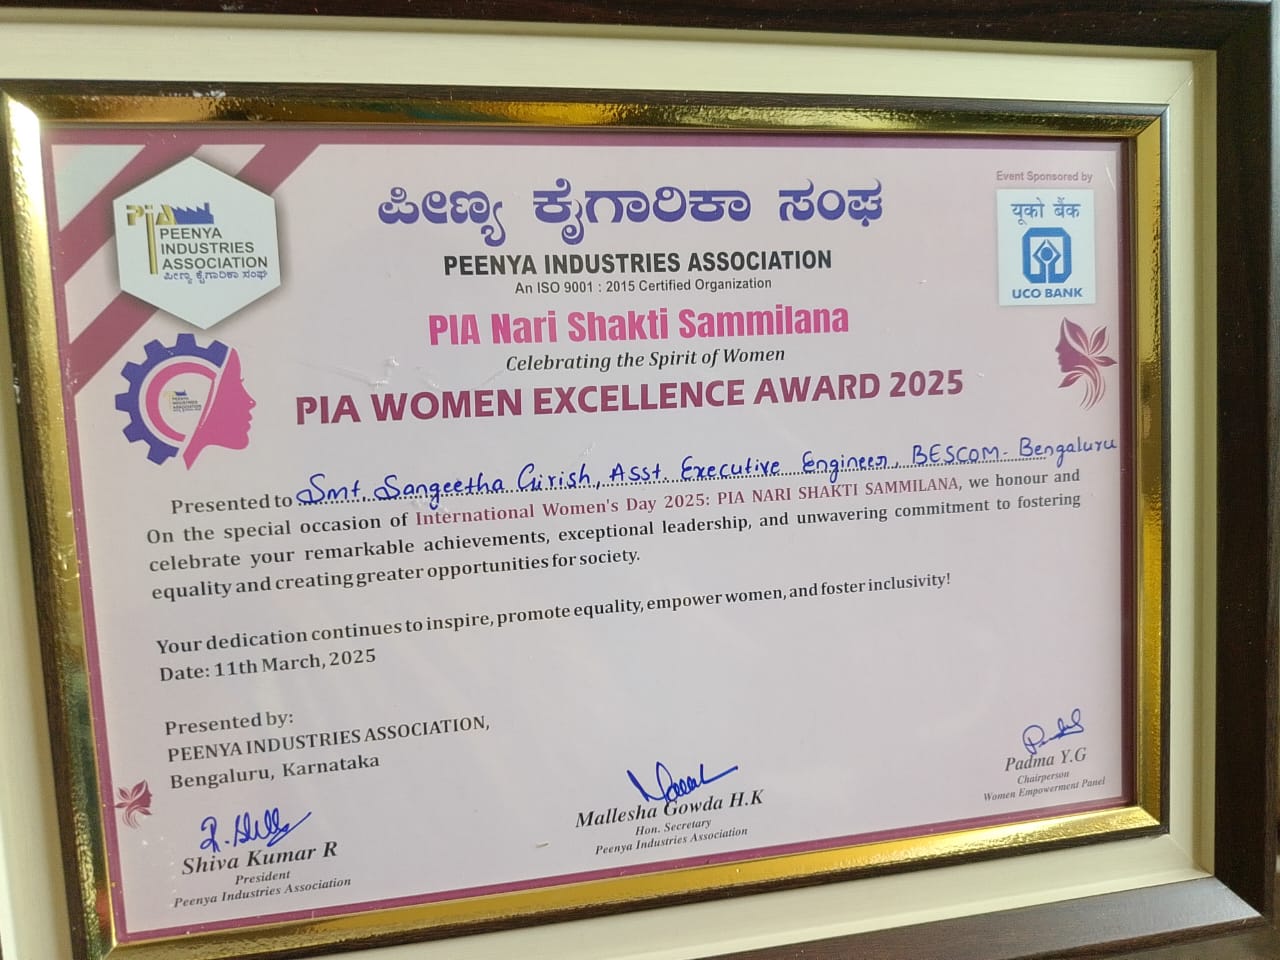 PIA
PEENYA
INDUSTRIES
ASSOCIATION
ಪೀಣ್ಯ ಕೈಗಾರಿಕಾ ಸಂಘ
ಪೀಣ್ಯ ಕೈಗಾರಿಕಾ ಸಂಘ
PEENYA INDUSTRIES ASSOCIATION
An ISO 9001 : 2015 Certified Organization
Event Sponsored by
यूको बैंक
UCO BANK
PIA Nari Shakti Sammilana
Celebrating the Spirit of Women
PIA WOMEN EXCELLENCE AWARD 2025
Presented to Smt. Sangeetha Girish, Asst. Executive Engineer, BESCOM- Bengaluru
On the special occasion of International Women's Day 2025: PIA NARI SHAKTI SAMMILANA, we honour and
celebrate your remarkable achievements, exceptional leadership, and unwavering commitment to fostering
equality and creating greater opportunities for society.
Your dedication continues to inspire, promote equality, empower women, and foster inclusivity!
Date: 11th March, 2025
Presented by:
PEENYA INDUSTRIES ASSOCIATION,
Bengaluru, Karnataka
Shiva Kumar R
President
Peenya Industries Association
Mallesha Gowda H.K
Hon. Secretary
Peenya Industries Association
Padma Y.G
Chairperson
Women Empowerment Panel